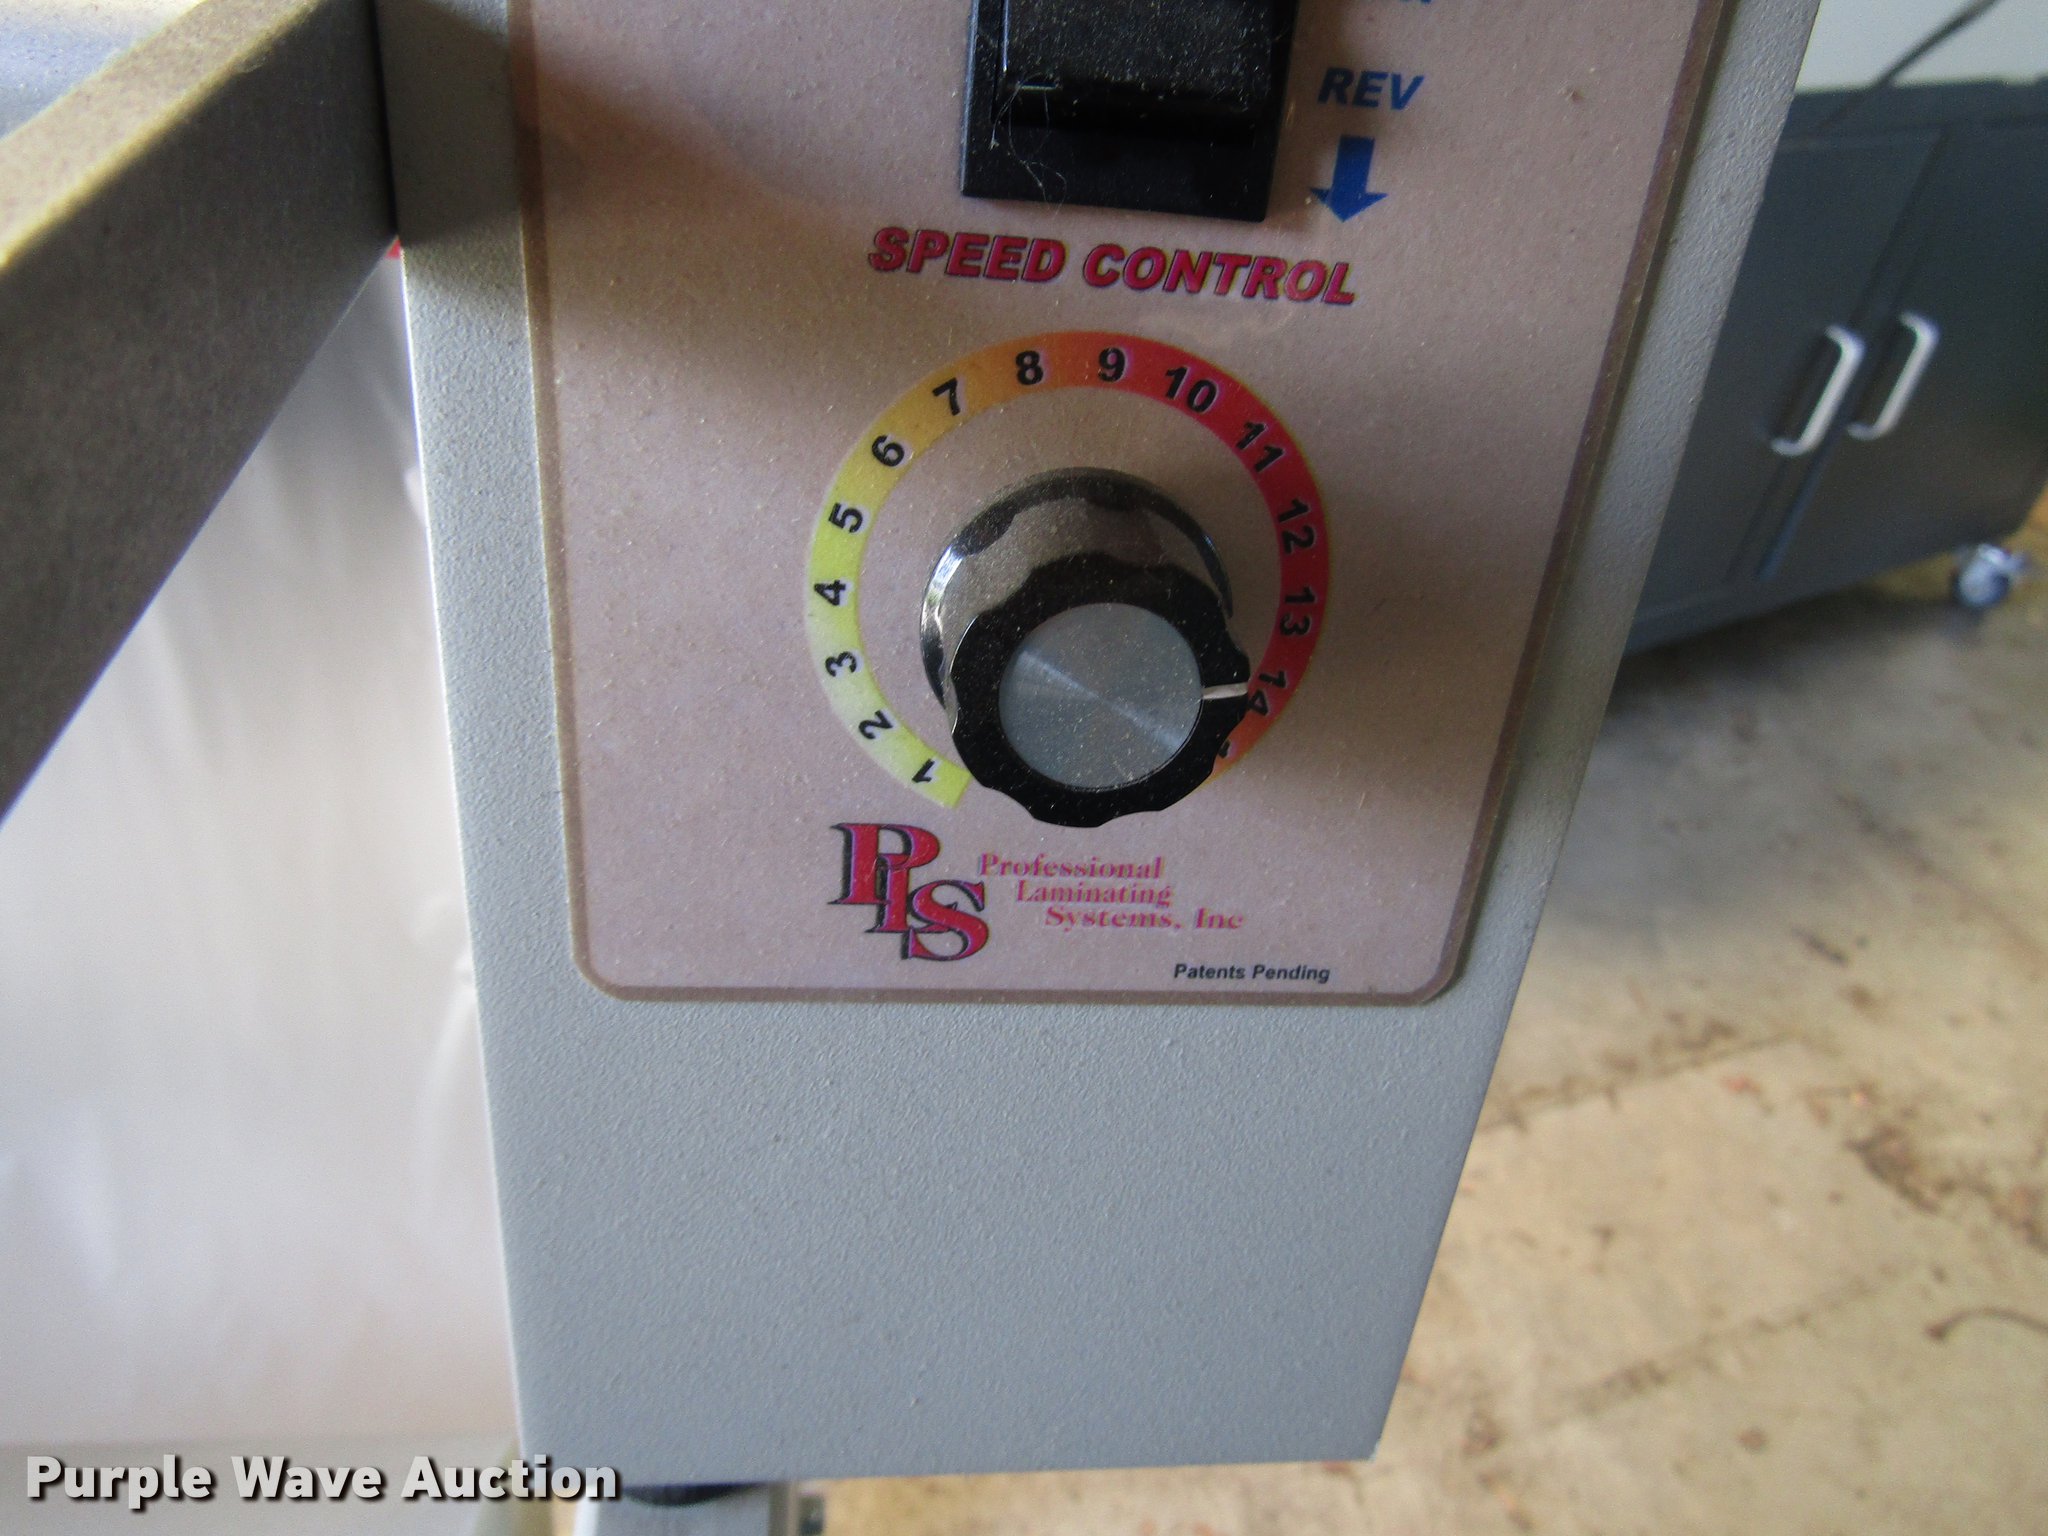 REV
SPEED CONTROL
1 2 3 4 5 6 7 8 9 10 11 12 13 14
PLS
Professional
Laminating
Systems, Inc
Patents Pending
Purple Wave Auction